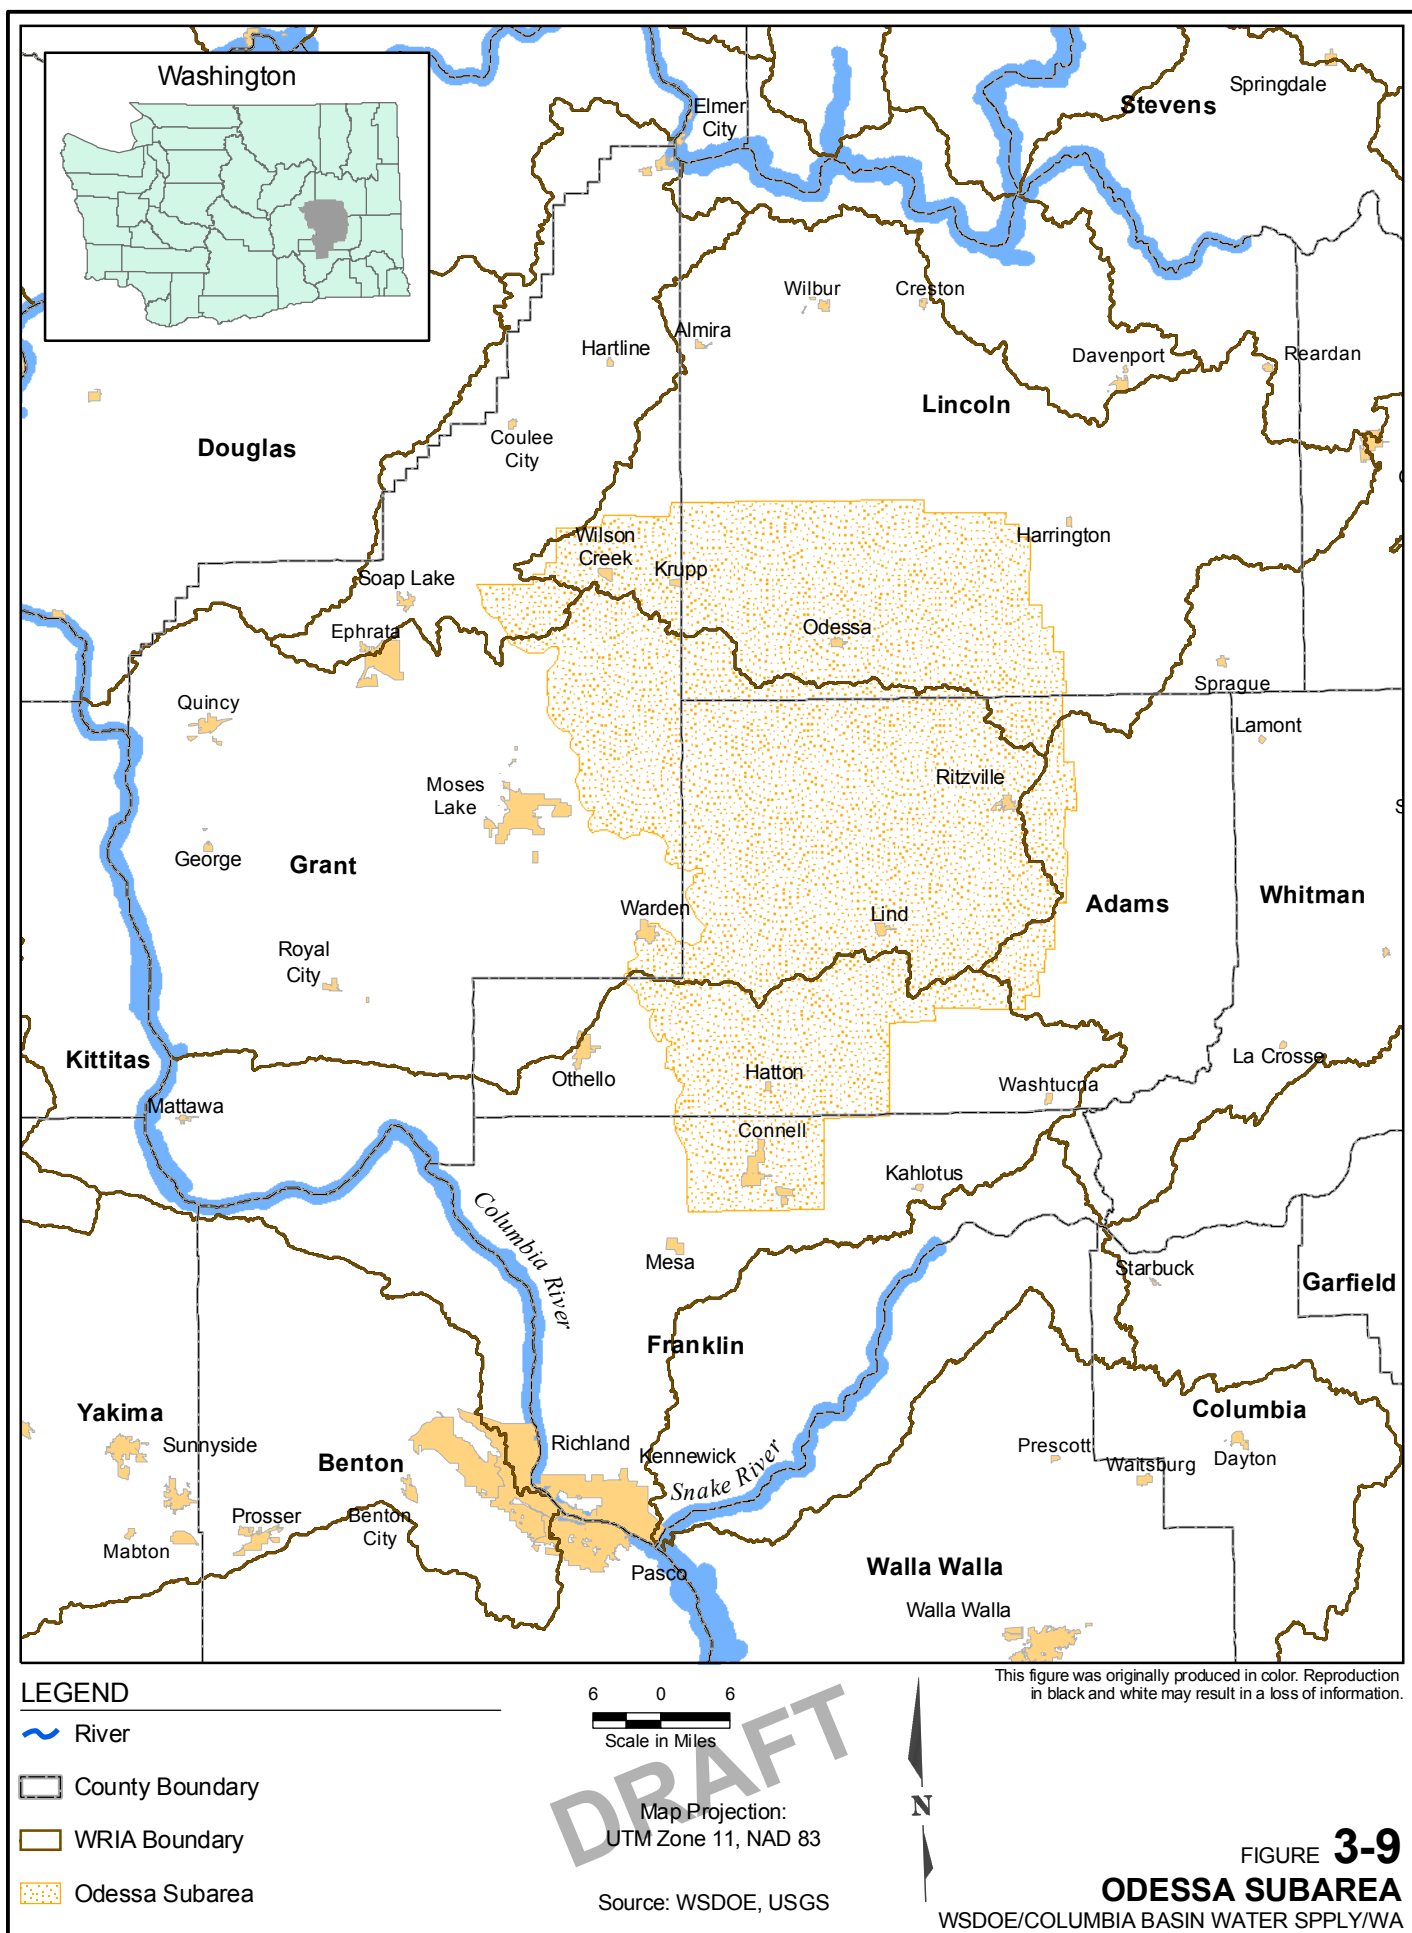 Washington
Elmer
City
Springdale
Stevens
Wilbur
Creston
Almira
Hartline
Davenport
Reardan
Lincoln
Douglas
Coulee
City
Wilson
Creek
Krupp
Harrington
Soap Lake
Ephrata
Odessa
Sprague
Quincy
Lamont
Moses
Lake
Ritzville
George
Grant
Adams
Whitman
Warden
Lind
Royal
City
Kittitas
Othello
Hatton
Washtucna
La Crosse
Mattawa
Connell
Kahlotus
Columbia River
Mesa
Starbuck
Garfield
Franklin
Yakima
Sunnyside
Benton
Richland
Kennewick
Snake River
Columbia
Prescott
Waitsburg
Dayton
Prosser
Benton
City
Mabton
Pasco
Walla Walla
Walla Walla
This figure was originally produced in color. Reproduction
in black and white may result in a loss of information.
LEGEND
River
County Boundary
WRIA Boundary
Odessa Subarea
6 0 6
Scale in Miles
DRAFT
Map Projection:
UTM Zone 11, NAD 83
Source: WSDOE, USGS
N
FIGURE 3-9
ODESSA SUBAREA
WSDOE/COLUMBIA BASIN WATER SPPLY/WA